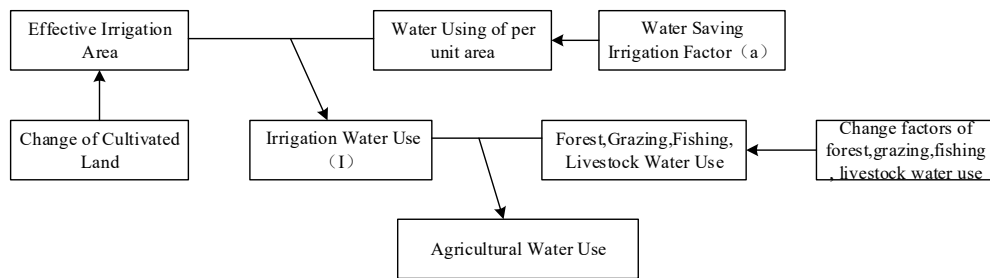 Effective Irrigation
Area
Water Using of per
unit area
Water Saving
Irrigation Factor（a）
Change of Cultivated
Land
Irrigation Water Use
（I）
Forest,Grazing,Fishing,
Livestock Water Use
Change factors of
forest,grazing,fishing
, livestock water use
Agricultural Water Use